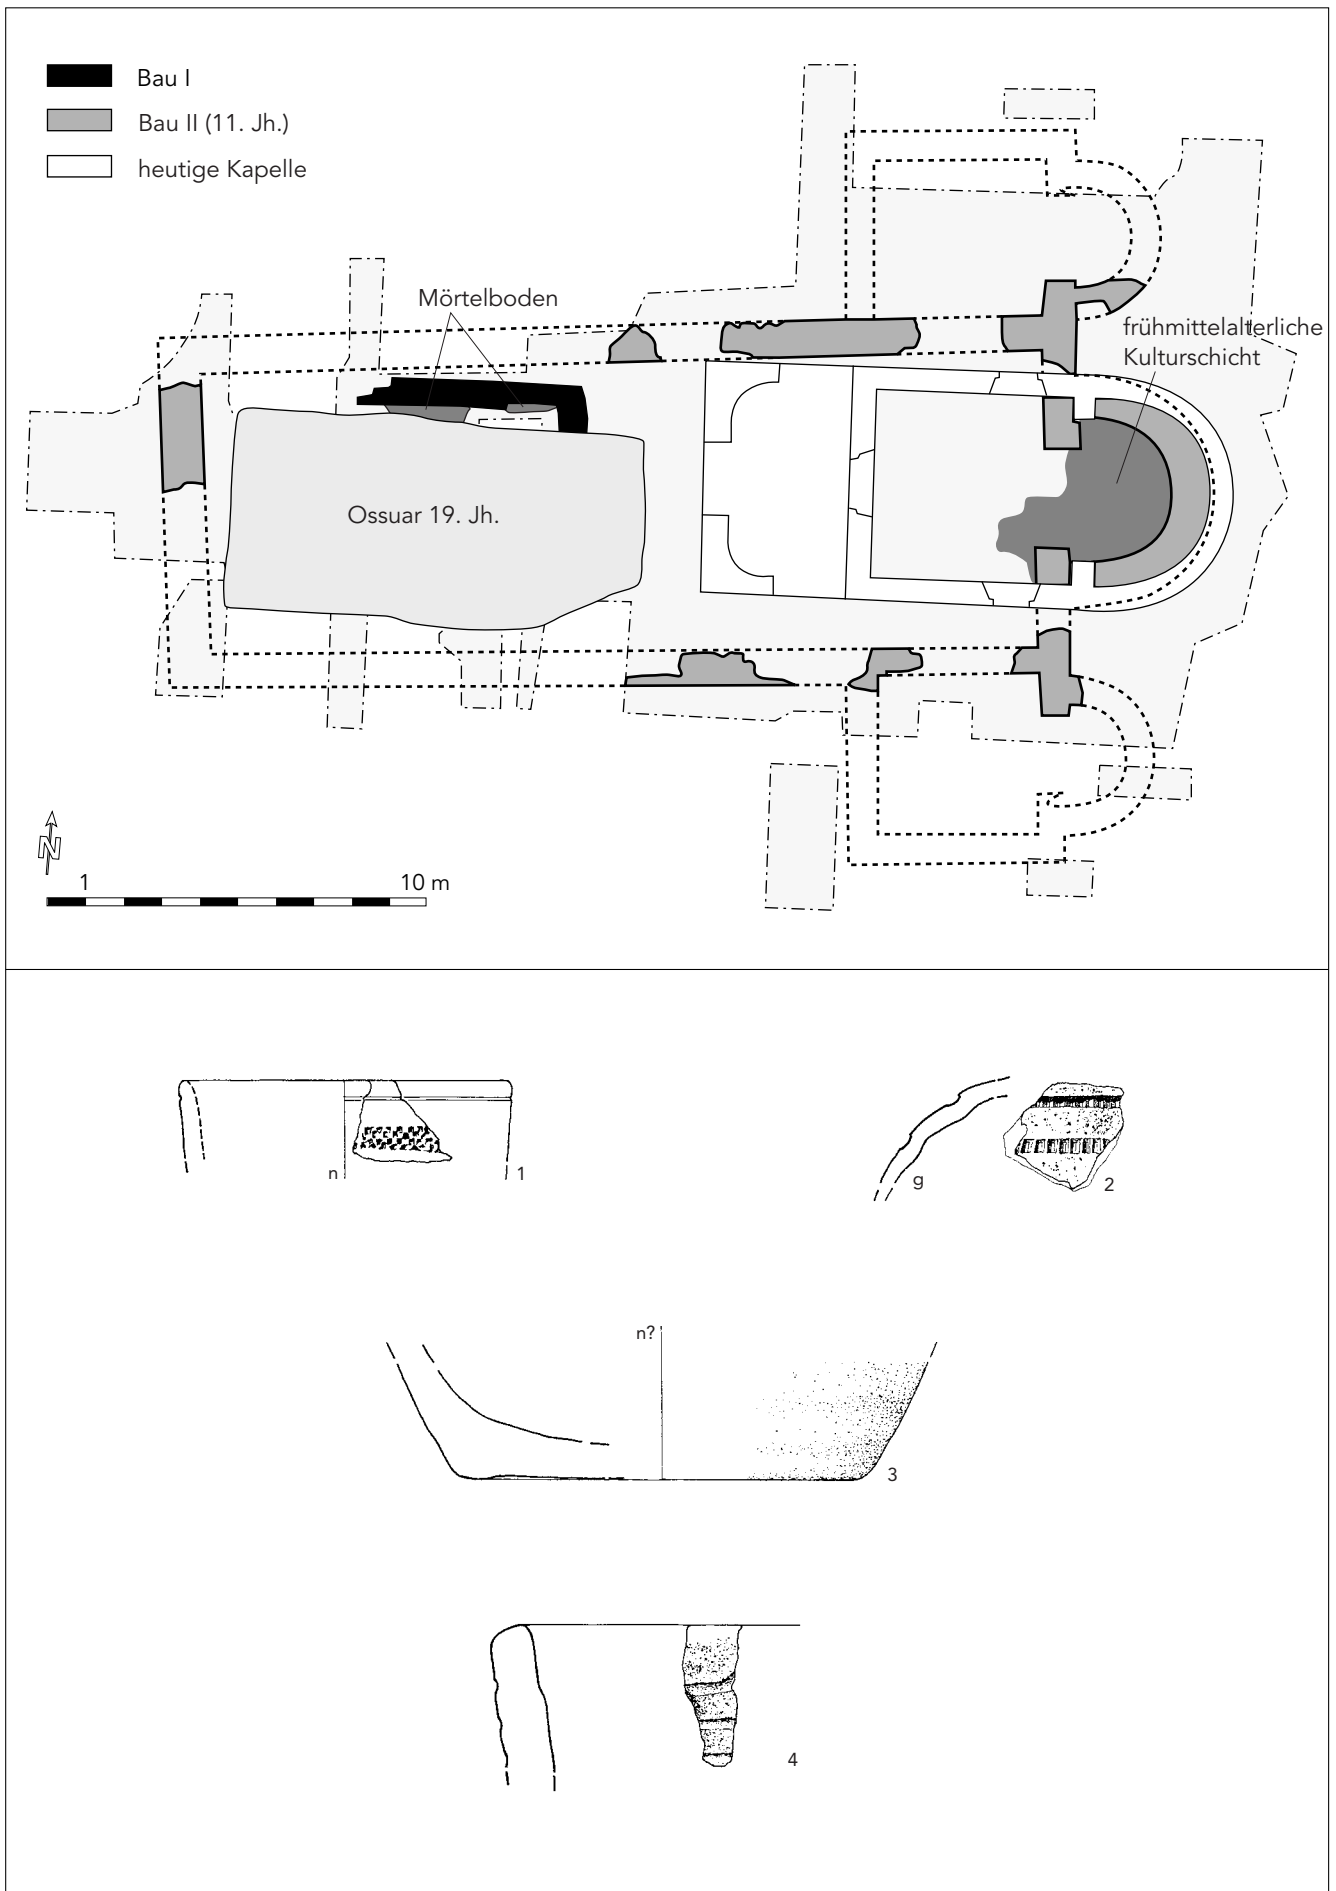 Bau I
Bau II (11. Jh.)
heutige Kapelle
Mörtelboden
frühmittelalterliche
Kulturschicht
Ossuar 19. Jh.
N
1 10 m
n 1
g 2
n?
3
4